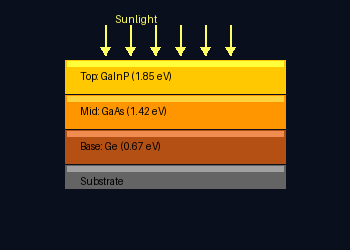 Sunlight
Top: GaInP (1.85 eV)
Mid: GaAs (1.42 eV)
Base: Ge (0.67 eV)
Substrate